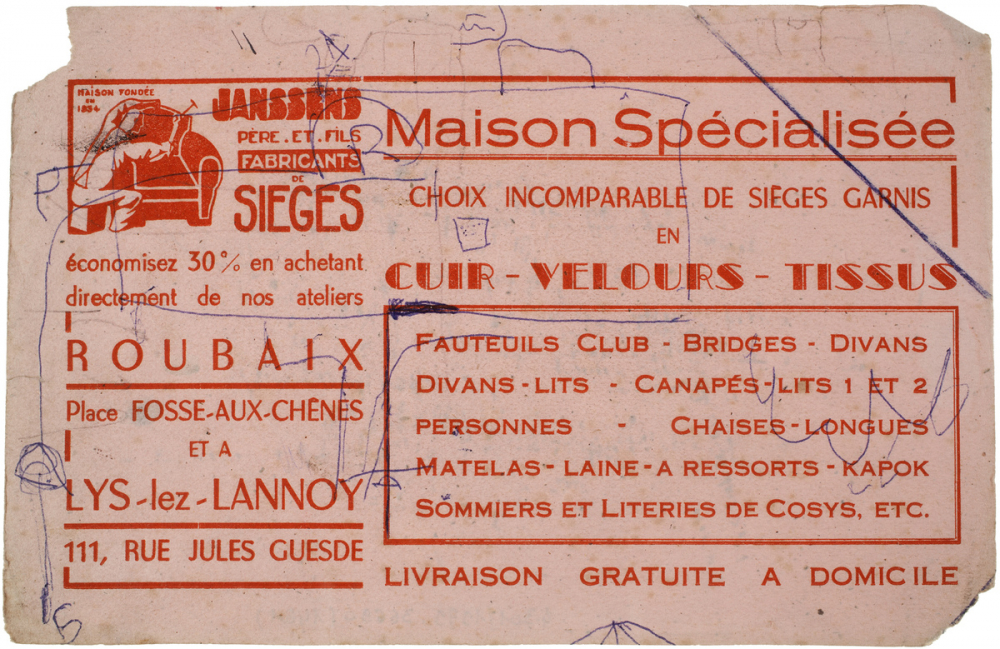 MAISON FONDÉE
EN
1854
JANSSENS
PÈRE.ET.FILS
FABRICANTS
DE
SIÈGES
économisez 30% en achetant
directement de nos ateliers
ROUBAIX
Place FOSSE-AUX-CHÊNES
ET A
LYS-lez-LANNOY
111, RUE JULES GUESDE
Maison Spécialisée
CHOIX INCOMPARABLE DE SIÈGES GARNIS
EN
CUIR - VELOURS - TISSUS
FAUTEUILS CLUB - BRIDGES - DIVANS
DIVANS-LITS - CANAPÉS-LITS 1 ET 2
PERSONNES - CHAISES-LONGUES
MATELAS-LAINE-A RESSORTS-KAPOK
SOMMIERS ET LITERIES DE COSYS, ETC.
LIVRAISON GRATUITE A DOMICILE